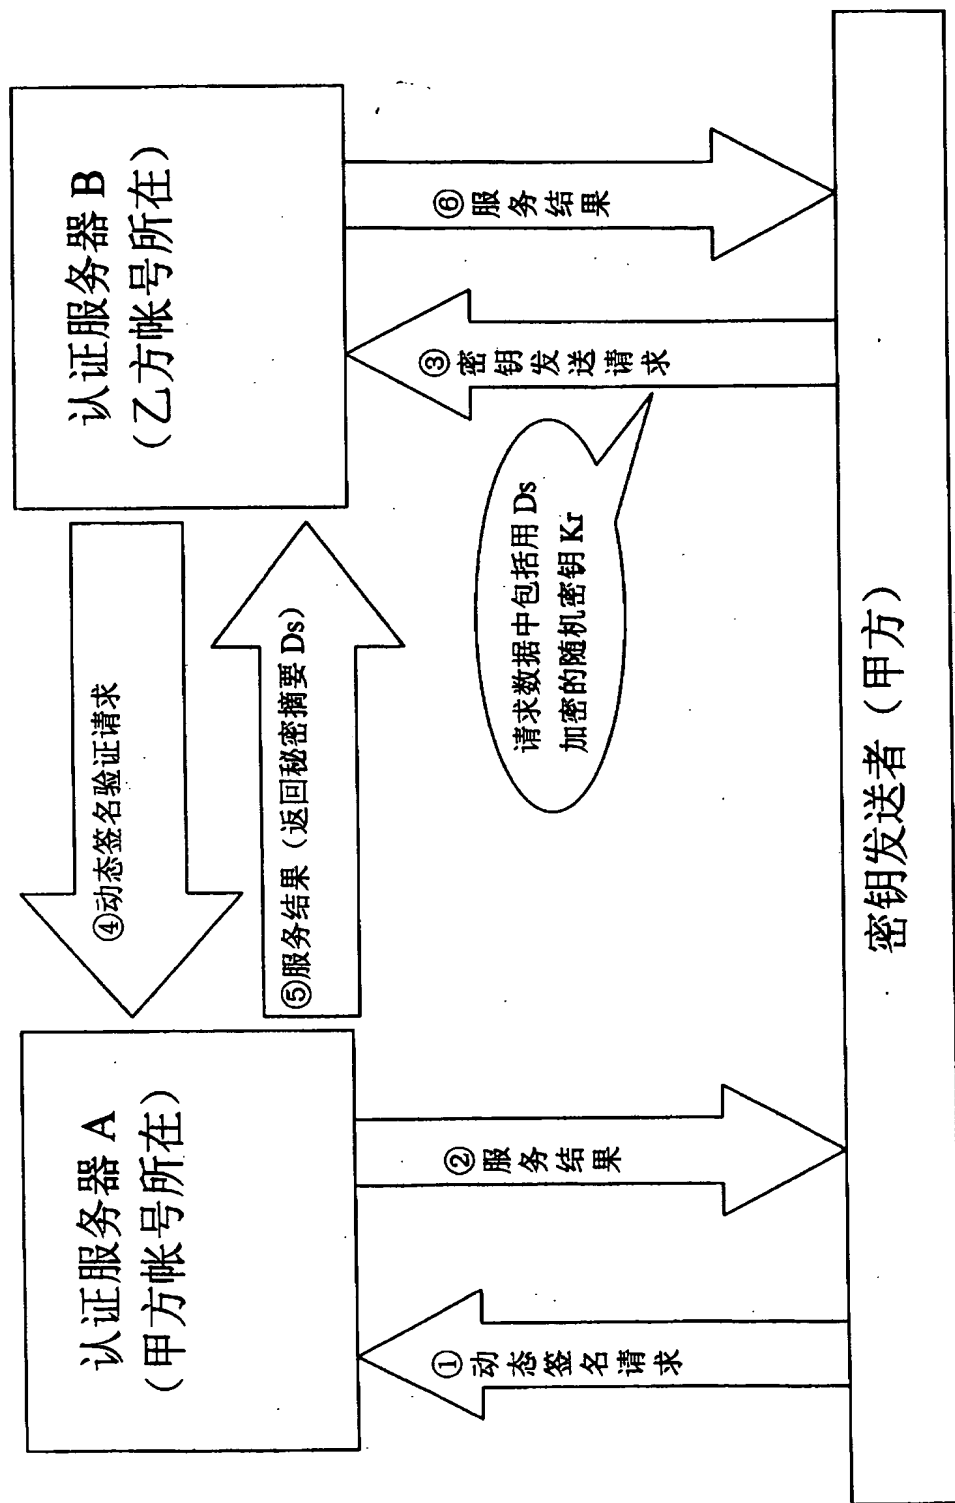 认证服务器 A
（甲方帐号所在）
认证服务器 B
（乙方帐号所在）
④动态签名验证请求
⑤服务结果（返回秘密摘要 Ds）
①动态签名请求
②服务结果
请求数据中包括用 Ds
加密的随机密钥 Kr
③密钥发送请求
⑥服务结果
密钥发送者（甲方）